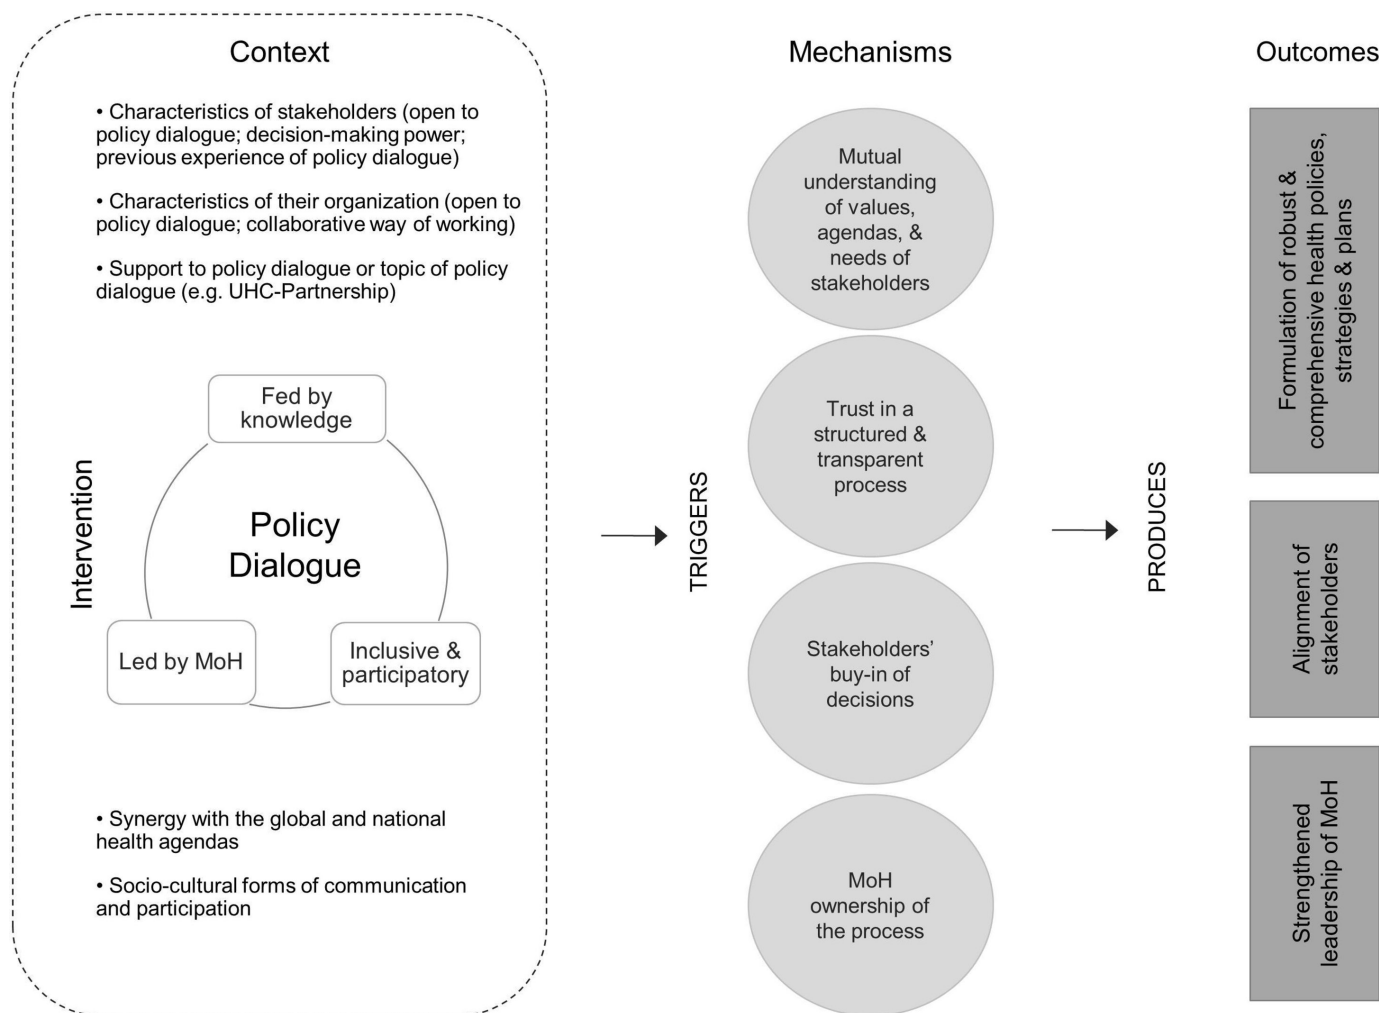 Context
• Characteristics of stakeholders (open to
policy dialogue; decision-making power;
previous experience of policy dialogue)
• Characteristics of their organization (open to
policy dialogue; collaborative way of working)
• Support to policy dialogue or topic of policy
dialogue (e.g. UHC-Partnership)
Intervention
Fed by
knowledge
Policy
Dialogue
Led by MoH
Inclusive &
participatory
• Synergy with the global and national
health agendas
• Socio-cultural forms of communication
and participation
TRIGGERS
Mechanisms
Mutual
understanding
of values,
agendas, &
needs of
stakeholders
Trust in a
structured &
transparent
process
Stakeholders’
buy-in of
decisions
MoH
ownership of
the process
PRODUCES
Outcomes
Formulation of robust &
comprehensive health policies,
strategies & plans
Alignment of
stakeholders
Strengthened
leadership of MoH